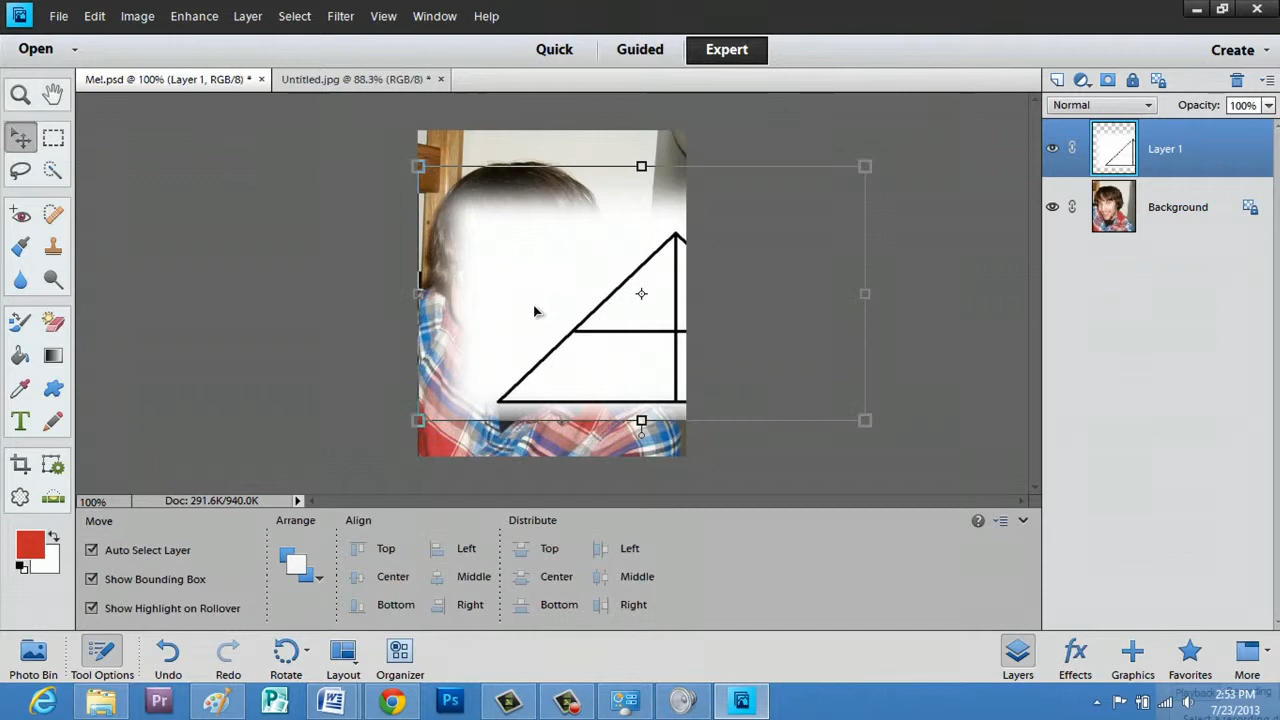 File Edit Image Enhance Layer Select Filter View Window Help
Open Quick Guided Expert Create
Me!.psd @ 100% (Layer 1, RGB/8) * × Untitled.jpg @ 88.3% (RGB/8) * ×
Normal Opacity: 100%
Layer 1
Background
100% Doc: 291.6K/940.0K
Move Arrange Align Distribute
Auto Select Layer Top Left Top Left
Show Bounding Box Center Middle Center Middle
Show Highlight on Rollover Bottom Right Bottom Right
Photo Bin Tool Options Undo Redo Rotate Layout Organizer Layers Effects Graphics Favorites More
2:53 PM
7/23/2013